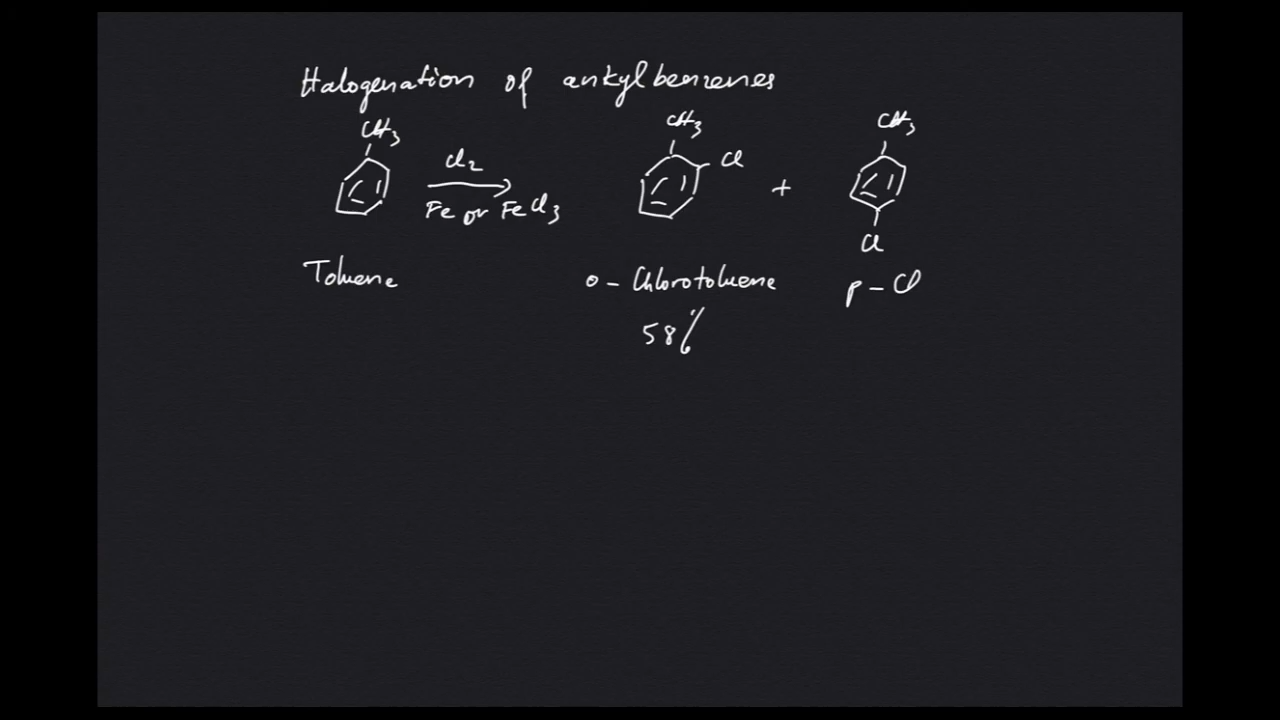 Halogenation of ankylbenzenes
CH3 CH3 CH3
Cl2 Cl
Fe or FeCl3 +
Cl
Toluene o - Chlorotoluene p - Cl
58%